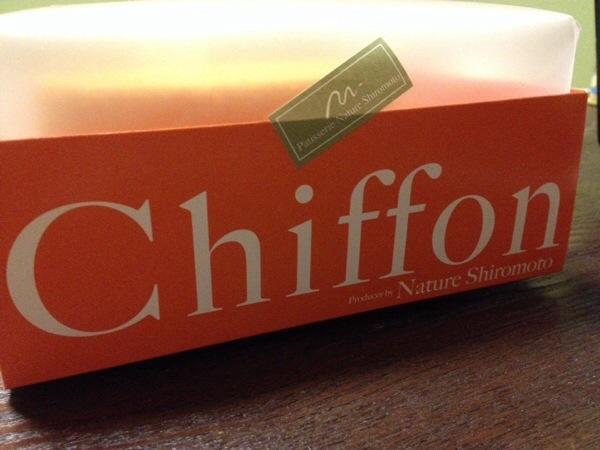 m.
Patisserie Nature Shiromoto
Chiffon
Producer by Nature Shiromoto